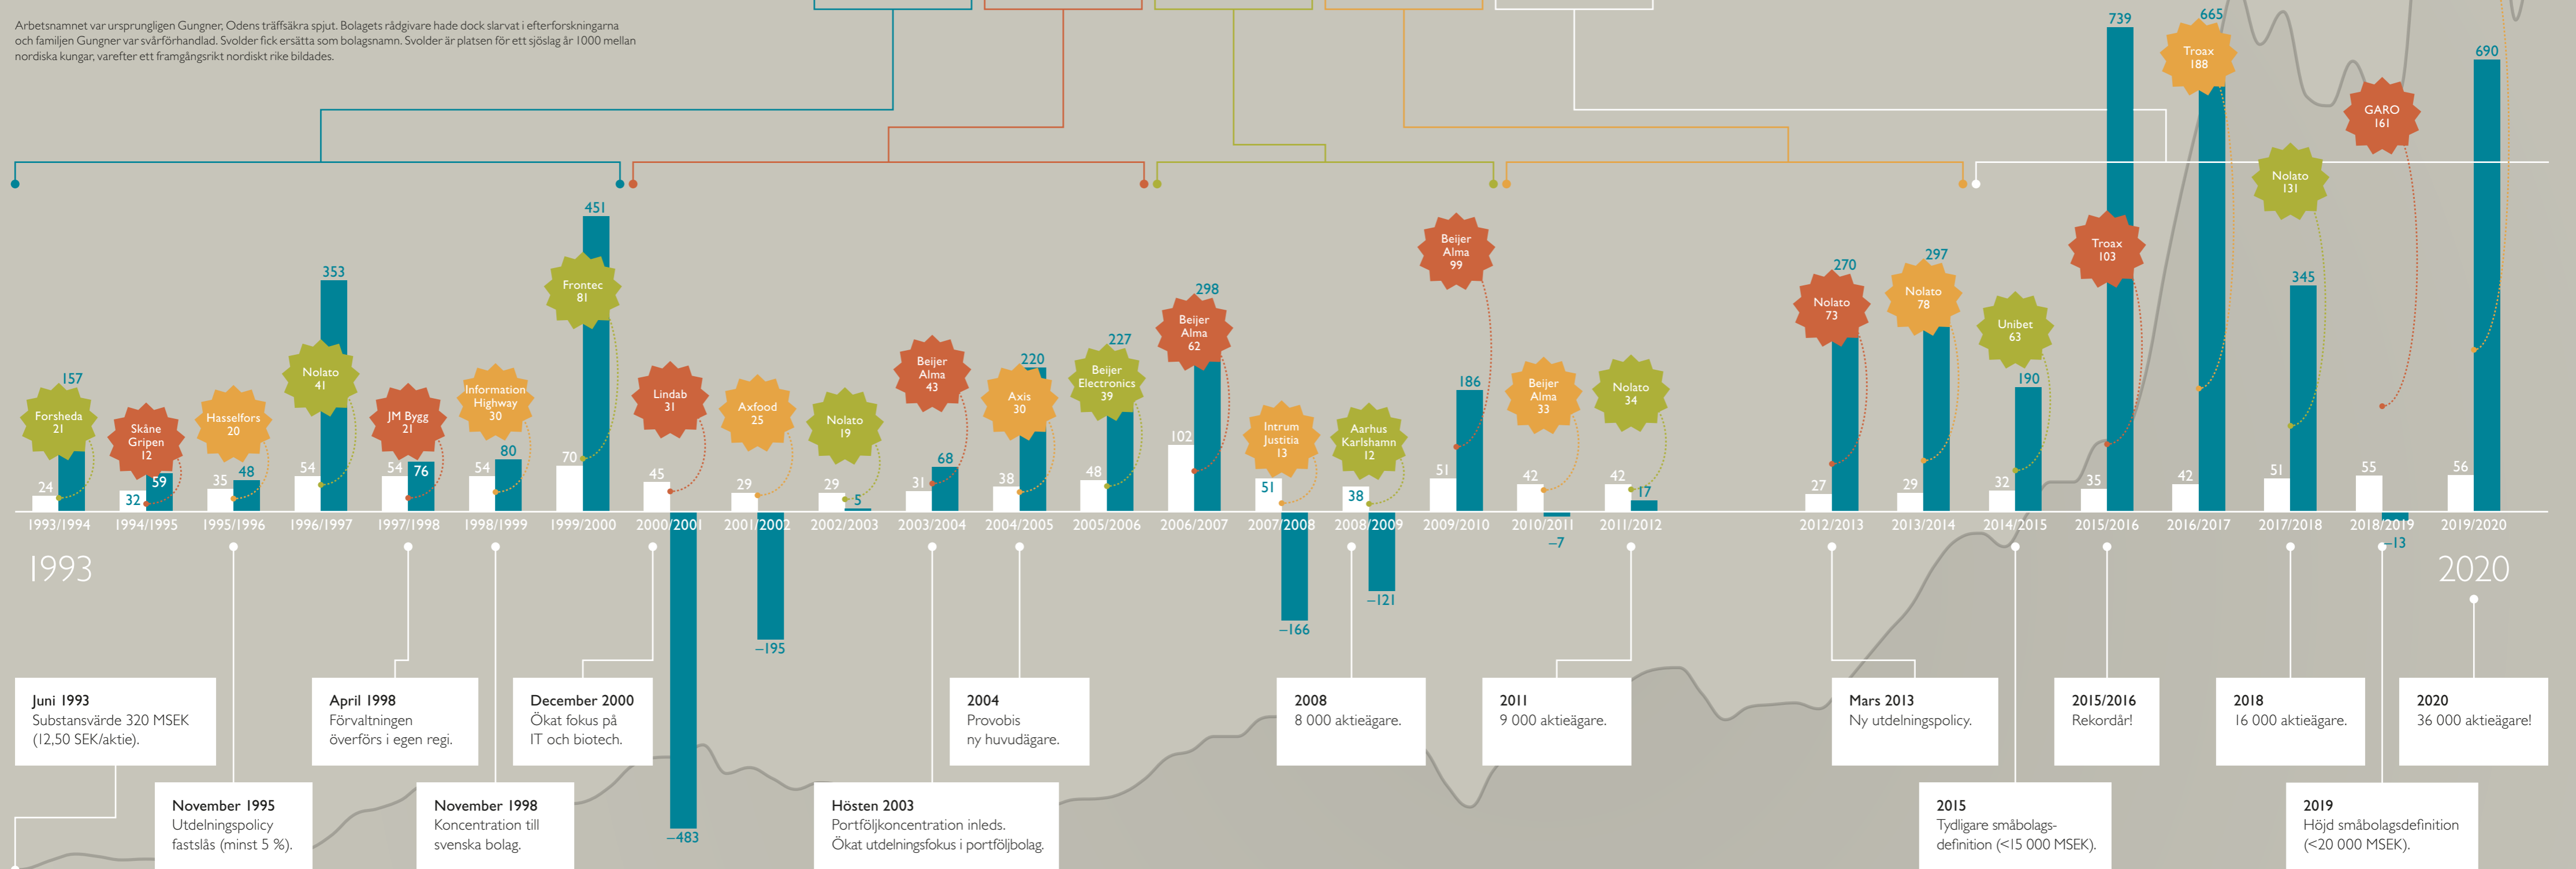 Arbetsnamnet var ursprungligen Gungner, Odens träffsäkra spjut. Bolagets rådgivare hade dock slarvat i efterforskningarna
och familjen Gungner var svårförhandlad. Svolder fick ersätta som bolagsnamn. Svolder är platsen för ett sjöslag år 1000 mellan
nordiska kungar, varefter ett framgångsrikt nordiskt rike bildades.
157
Forsheda
21
24
1993/1994
Skåne
Gripen
12
32
59
1994/1995
Hasselfors
20
35
48
1995/1996
353
Nolato
41
54
1996/1997
JM Bygg
21
54
76
1997/1998
Information
Highway
30
54
80
1998/1999
451
Frontec
81
70
1999/2000
Lindab
31
45
2000/2001
–483
Axfood
25
29
2001/2002
–195
Nolato
19
29
5
2002/2003
Beijer
Alma
43
31
68
2003/2004
220
Axis
30
38
2004/2005
227
Beijer
Electronics
39
48
2005/2006
298
Beijer
Alma
62
102
2006/2007
Intrum
Justitia
13
51
2007/2008
–166
Aarhus
Karlshamn
12
38
2008/2009
–121
Beijer
Alma
99
186
51
2009/2010
Beijer
Alma
33
42
2010/2011
–7
Nolato
34
42
17
2011/2012
270
Nolato
73
27
2012/2013
297
Nolato
78
29
2013/2014
Unibet
63
190
32
2014/2015
739
Troax
103
35
2015/2016
665
Troax
188
42
2016/2017
Nolato
131
345
51
2017/2018
GARO
161
55
2018/2019
–13
690
56
2019/2020
1993
2020
Juni 1993
Substansvärde 320 MSEK
(12,50 SEK/aktie).
November 1995
Utdelningspolicy
fastslås (minst 5 %).
April 1998
Förvaltningen
överförs i egen regi.
November 1998
Koncentration till
svenska bolag.
December 2000
Ökat fokus på
IT och biotech.
Hösten 2003
Portföljkoncentration inleds.
Ökat utdelningsfokus i portföljbolag.
2004
Provobis
ny huvudägare.
2008
8 000 aktieägare.
2011
9 000 aktieägare.
Mars 2013
Ny utdelningspolicy.
2015
Tydligare småbolags-
definition (<15 000 MSEK).
2015/2016
Rekordår!
2018
16 000 aktieägare.
2019
Höjd småbolagsdefinition
(<20 000 MSEK).
2020
36 000 aktieägare!